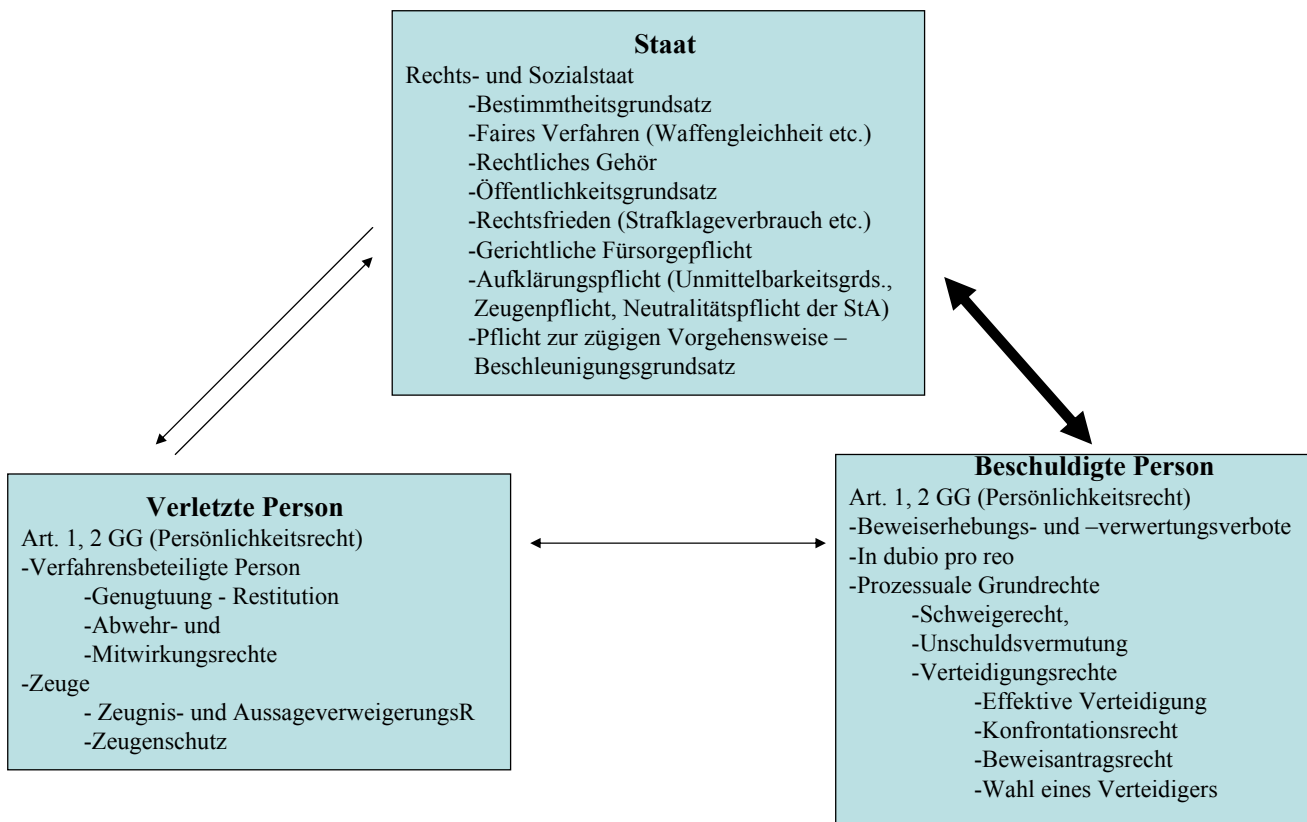 Staat
Rechts- und Sozialstaat
-Bestimmtheitsgrundsatz
-Faires Verfahren (Waffengleichheit etc.)
-Rechtliches Gehör
-Öffentlichkeitsgrundsatz
-Rechtsfrieden (Strafklageverbrauch etc.)
-Gerichtliche Fürsorgepflicht
-Aufklärungspflicht (Unmittelbarkeitsgrds.,
Zeugenpflicht, Neutralitätspflicht der StA)
-Pflicht zur zügigen Vorgehensweise –
Beschleunigungsgrundsatz
Verletzte Person
Art. 1, 2 GG (Persönlichkeitsrecht)
-Verfahrensbeteiligte Person
-Genugtuung - Restitution
-Abwehr- und
-Mitwirkungsrechte
-Zeuge
- Zeugnis- und AussageverweigerungsR
-Zeugenschutz
Beschuldigte Person
Art. 1, 2 GG (Persönlichkeitsrecht)
-Beweiserhebungs- und –verwertungsverbote
-In dubio pro reo
-Prozessuale Grundrechte
-Schweigerecht,
-Unschuldsvermutung
-Verteidigungsrechte
-Effektive Verteidigung
-Konfrontationsrecht
-Beweisantragsrecht
-Wahl eines Verteidigers